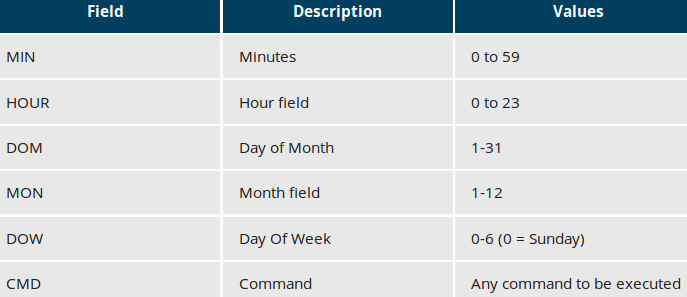 Field Description Values
MIN Minutes 0 to 59
HOUR Hour field 0 to 23
DOM Day of Month 1-31
MON Month field 1-12
DOW Day Of Week 0-6 (0 = Sunday)
CMD Command Any command to be executed